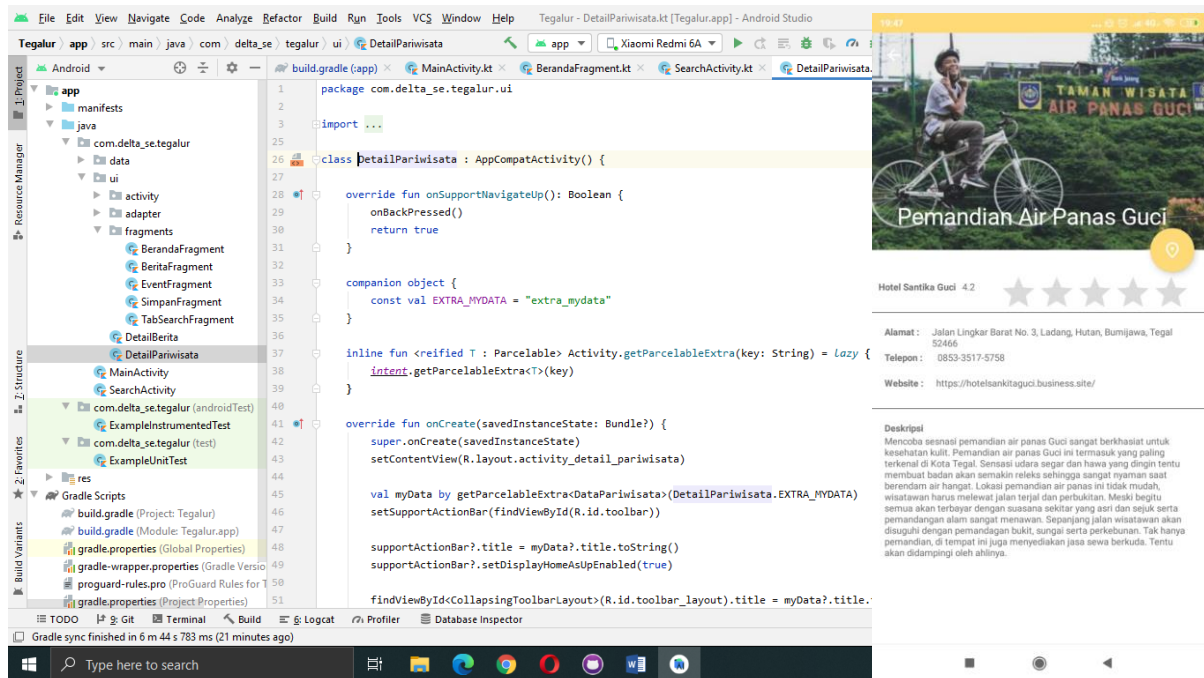 File Edit View Navigate Code Analyze Refactor Build Run Tools VCS Window Help Tegalur - DetailPariwisata.kt [Tegalur.app] - Android Studio
Tegalur app src main java com delta_se tegalur ui DetailPariwisata app Xiaomi Redmi 6A
Android build.gradle (:app) MainActivity.kt BerandaFragment.kt SearchActivity.kt DetailPariwisata.
1: Project
Resource Manager
7: Structure
2: Favorites
Build Variants
app
manifests
java
com.delta_se.tegalur
data
ui
activity
adapter
fragments
BerandaFragment
BeritaFragment
EventFragment
SimpanFragment
TabSearchFragment
DetailBerita
DetailPariwisata
MainActivity
SearchActivity
com.delta_se.tegalur (androidTest)
ExampleInstrumentedTest
com.delta_se.tegalur (test)
ExampleUnitTest
res
Gradle Scripts
build.gradle (Project: Tegalur)
build.gradle (Module: Tegalur.app)
gradle.properties (Global Properties)
gradle-wrapper.properties (Gradle Versio
proguard-rules.pro (ProGuard Rules for T
gradle.properties (Project Properties)
1 package com.delta_se.tegalur.ui
2
3 import ...
25
26 class DetailPariwisata : AppCompatActivity() {
27
28 override fun onSupportNavigateUp(): Boolean {
29 onBackPressed()
30 return true
31 }
32
33 companion object {
34 const val EXTRA_MYDATA = "extra_mydata"
35 }
36
37 inline fun <reified T : Parcelable> Activity.getParcelableExtra(key: String) = lazy {
38 intent.getParcelableExtra<T>(key)
39 }
40
41 override fun onCreate(savedInstanceState: Bundle?) {
42 super.onCreate(savedInstanceState)
43 setContentView(R.layout.activity_detail_pariwisata)
44
45 val myData by getParcelableExtra<DataPariwisata>(DetailPariwisata.EXTRA_MYDATA)
46 setSupportActionBar(findViewById(R.id.toolbar))
47
48 supportActionBar?.title = myData?.title.toString()
49 supportActionBar?.setDisplayHomeAsUpEnabled(true)
50
51 findViewById<CollapsingToolbarLayout>(R.id.toolbar_layout).title = myData?.title.
TODO 9: Git Terminal Build 6: Logcat Profiler Database Inspector
Gradle sync finished in 6 m 44 s 783 ms (21 minutes ago)
Type here to search
19:47
TAMAN WISATA
AIR PANAS GUCI
Pemandian Air Panas Guci
Hotel Santika Guci 4.2
Alamat : Jalan Lingkar Barat No. 3, Ladang, Hutan, Bumijawa, Tegal
52466
Telepon : 0853-3517-5758
Website : https://hotelsankitaguci.business.site/
Deskripsi
Mencoba sesnasi pemandian air panas Guci sangat berkhasiat untuk
kesehatan kulit. Pemandian air panas Guci ini termasuk yang paling
terkenal di Kota Tegal. Sensasi udara segar dan hawa yang dingin tentu
membuat badan akan semakin releks sehingga sangat nyaman saat
berendam air hangat. Lokasi pemandian air panas ini tidak mudah,
wisatawan harus melewat jalan terjal dan perbukitan. Meski begitu
semua akan terbayar dengan suasana sekitar yang asri dan sejuk serta
pemandangan alam sangat menawan. Sepanjang jalan wisatawan akan
disuguhi dengan pemandagan bukit, sungai serta perkebunan. Tak hanya
pemandian, di tempat ini juga menyediakan jasa sewa berkuda. Tentu
akan didampingi oleh ahlinya.